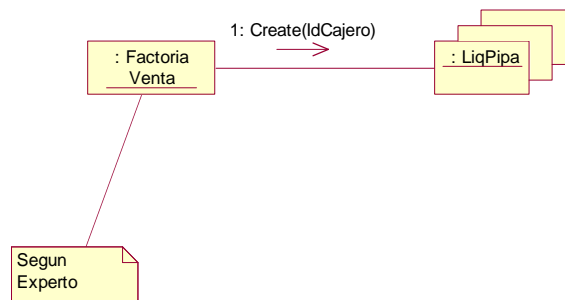 1: Create(IdCajero)
: Factoria
Venta
: LiqPipa
Segun
Experto